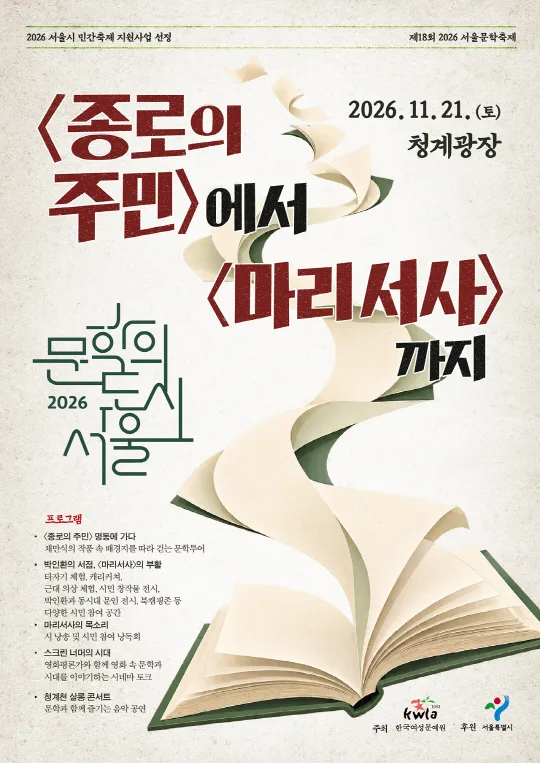 2026 서울시 민간축제 지원사업 선정
제18회 2026 서울문학축제
<종로의
주민>에서
<마리서사>
까지
2026. 11. 21. (토)
청계광장
문학의
도시
2026
서울
프로그램
• <종로의 주민> 명동에 가다
채만식의 작품 속 배경지를 따라 걷는 문학투어
• 박인환의 서점, <마리서사>의 부활
타자기 체험, 캐리커처,
근대 의상 체험, 시민 창작물 전시,
박인환과 동시대 문인 전시, 북캠핑존 등
다양한 시민 참여 공간
• 마리서사의 목소리
시 낭송 및 시민 참여 낭독회
• 스크린 너머의 시대
영화평론가와 함께 영화 속 문학과
시대를 이야기하는 시네마 토크
• 청계천 살롱 콘서트
문학과 함께 즐기는 음악 공연
주최
kwla
한국여성문예원
후원
서울특별시